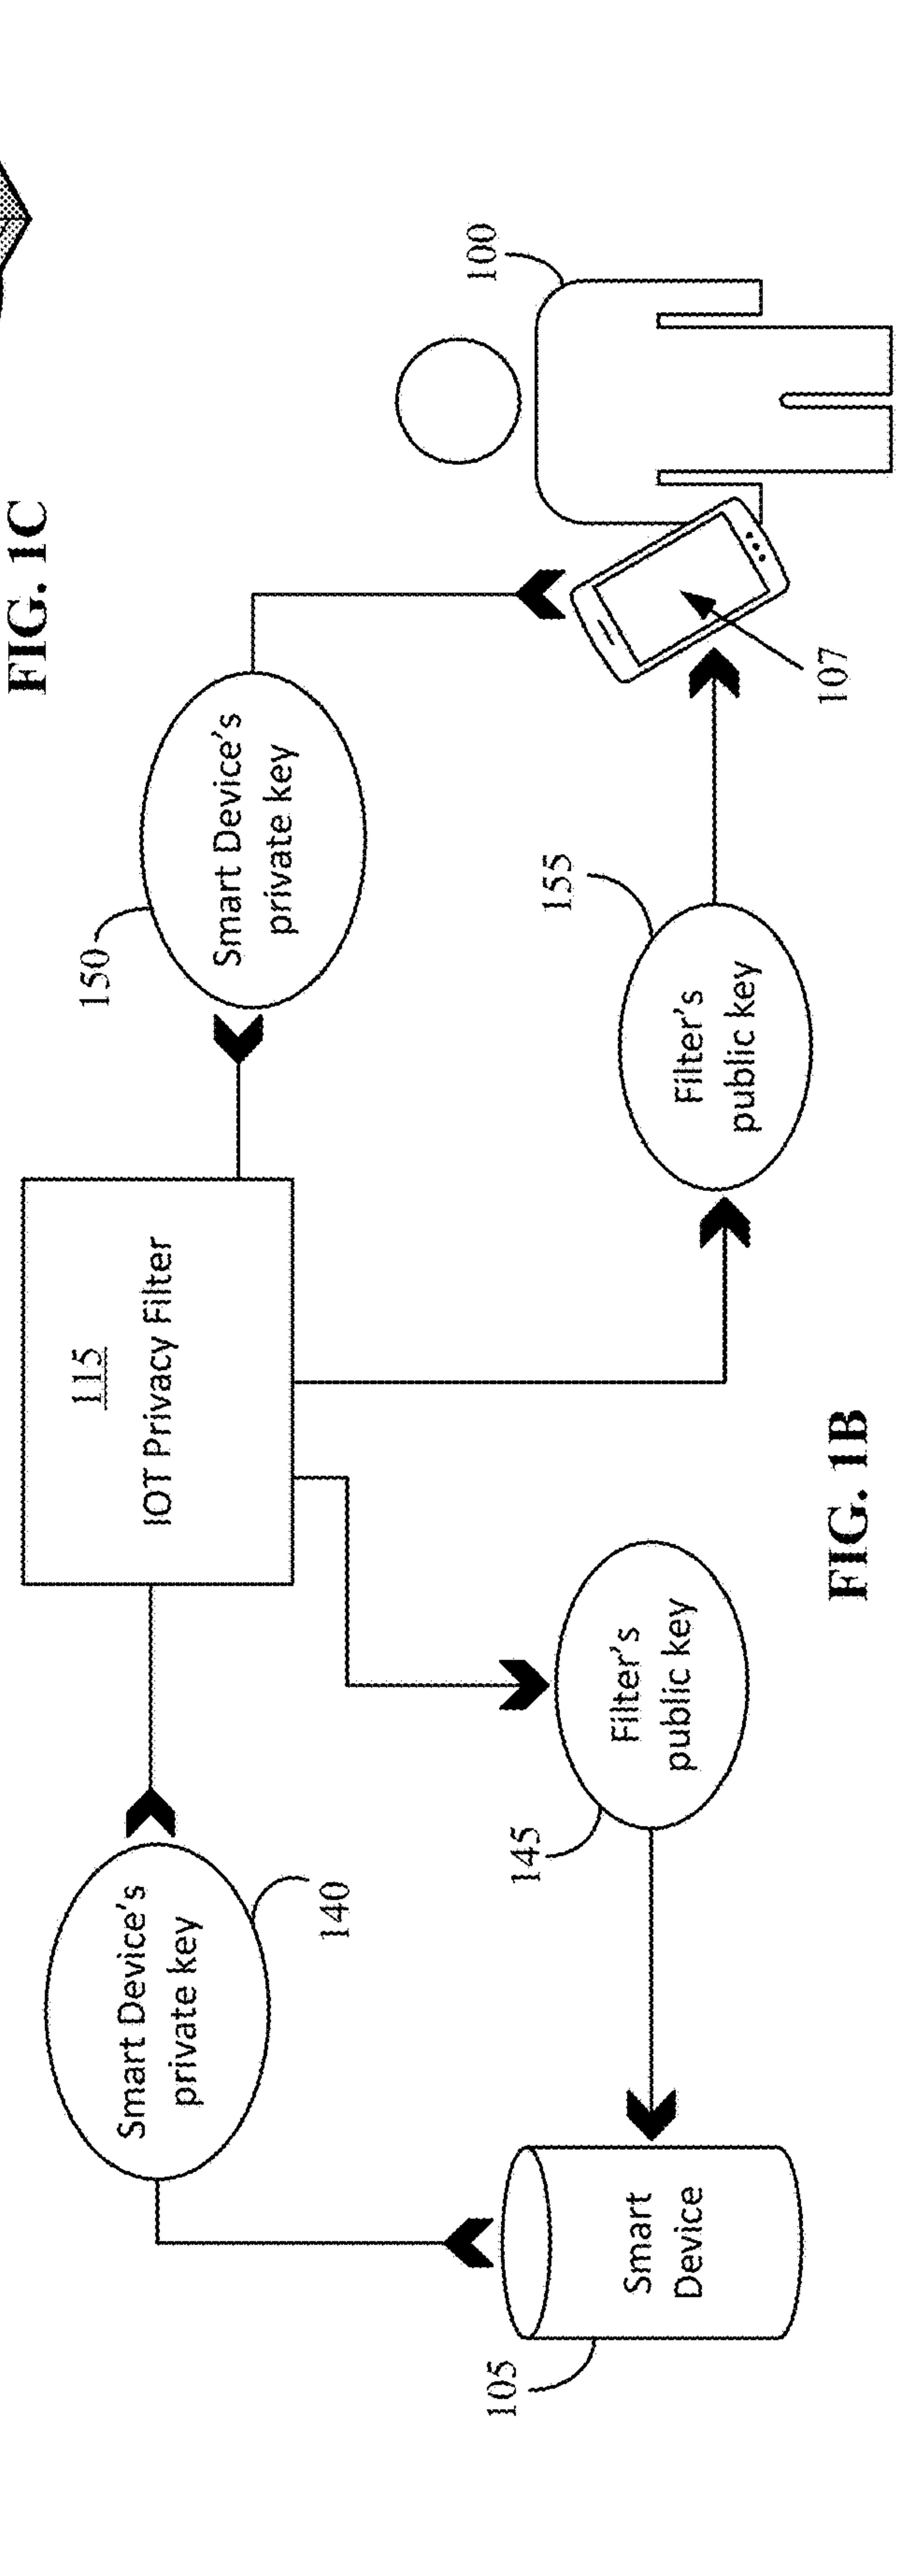 FIG. 1C
115
IOT Privacy Filter
Smart Device's
private key
140
150
Smart Device's
private key
100
105
Smart
Device
145
Filter's
public key
155
Filter's
public key
107
FIG. 1B